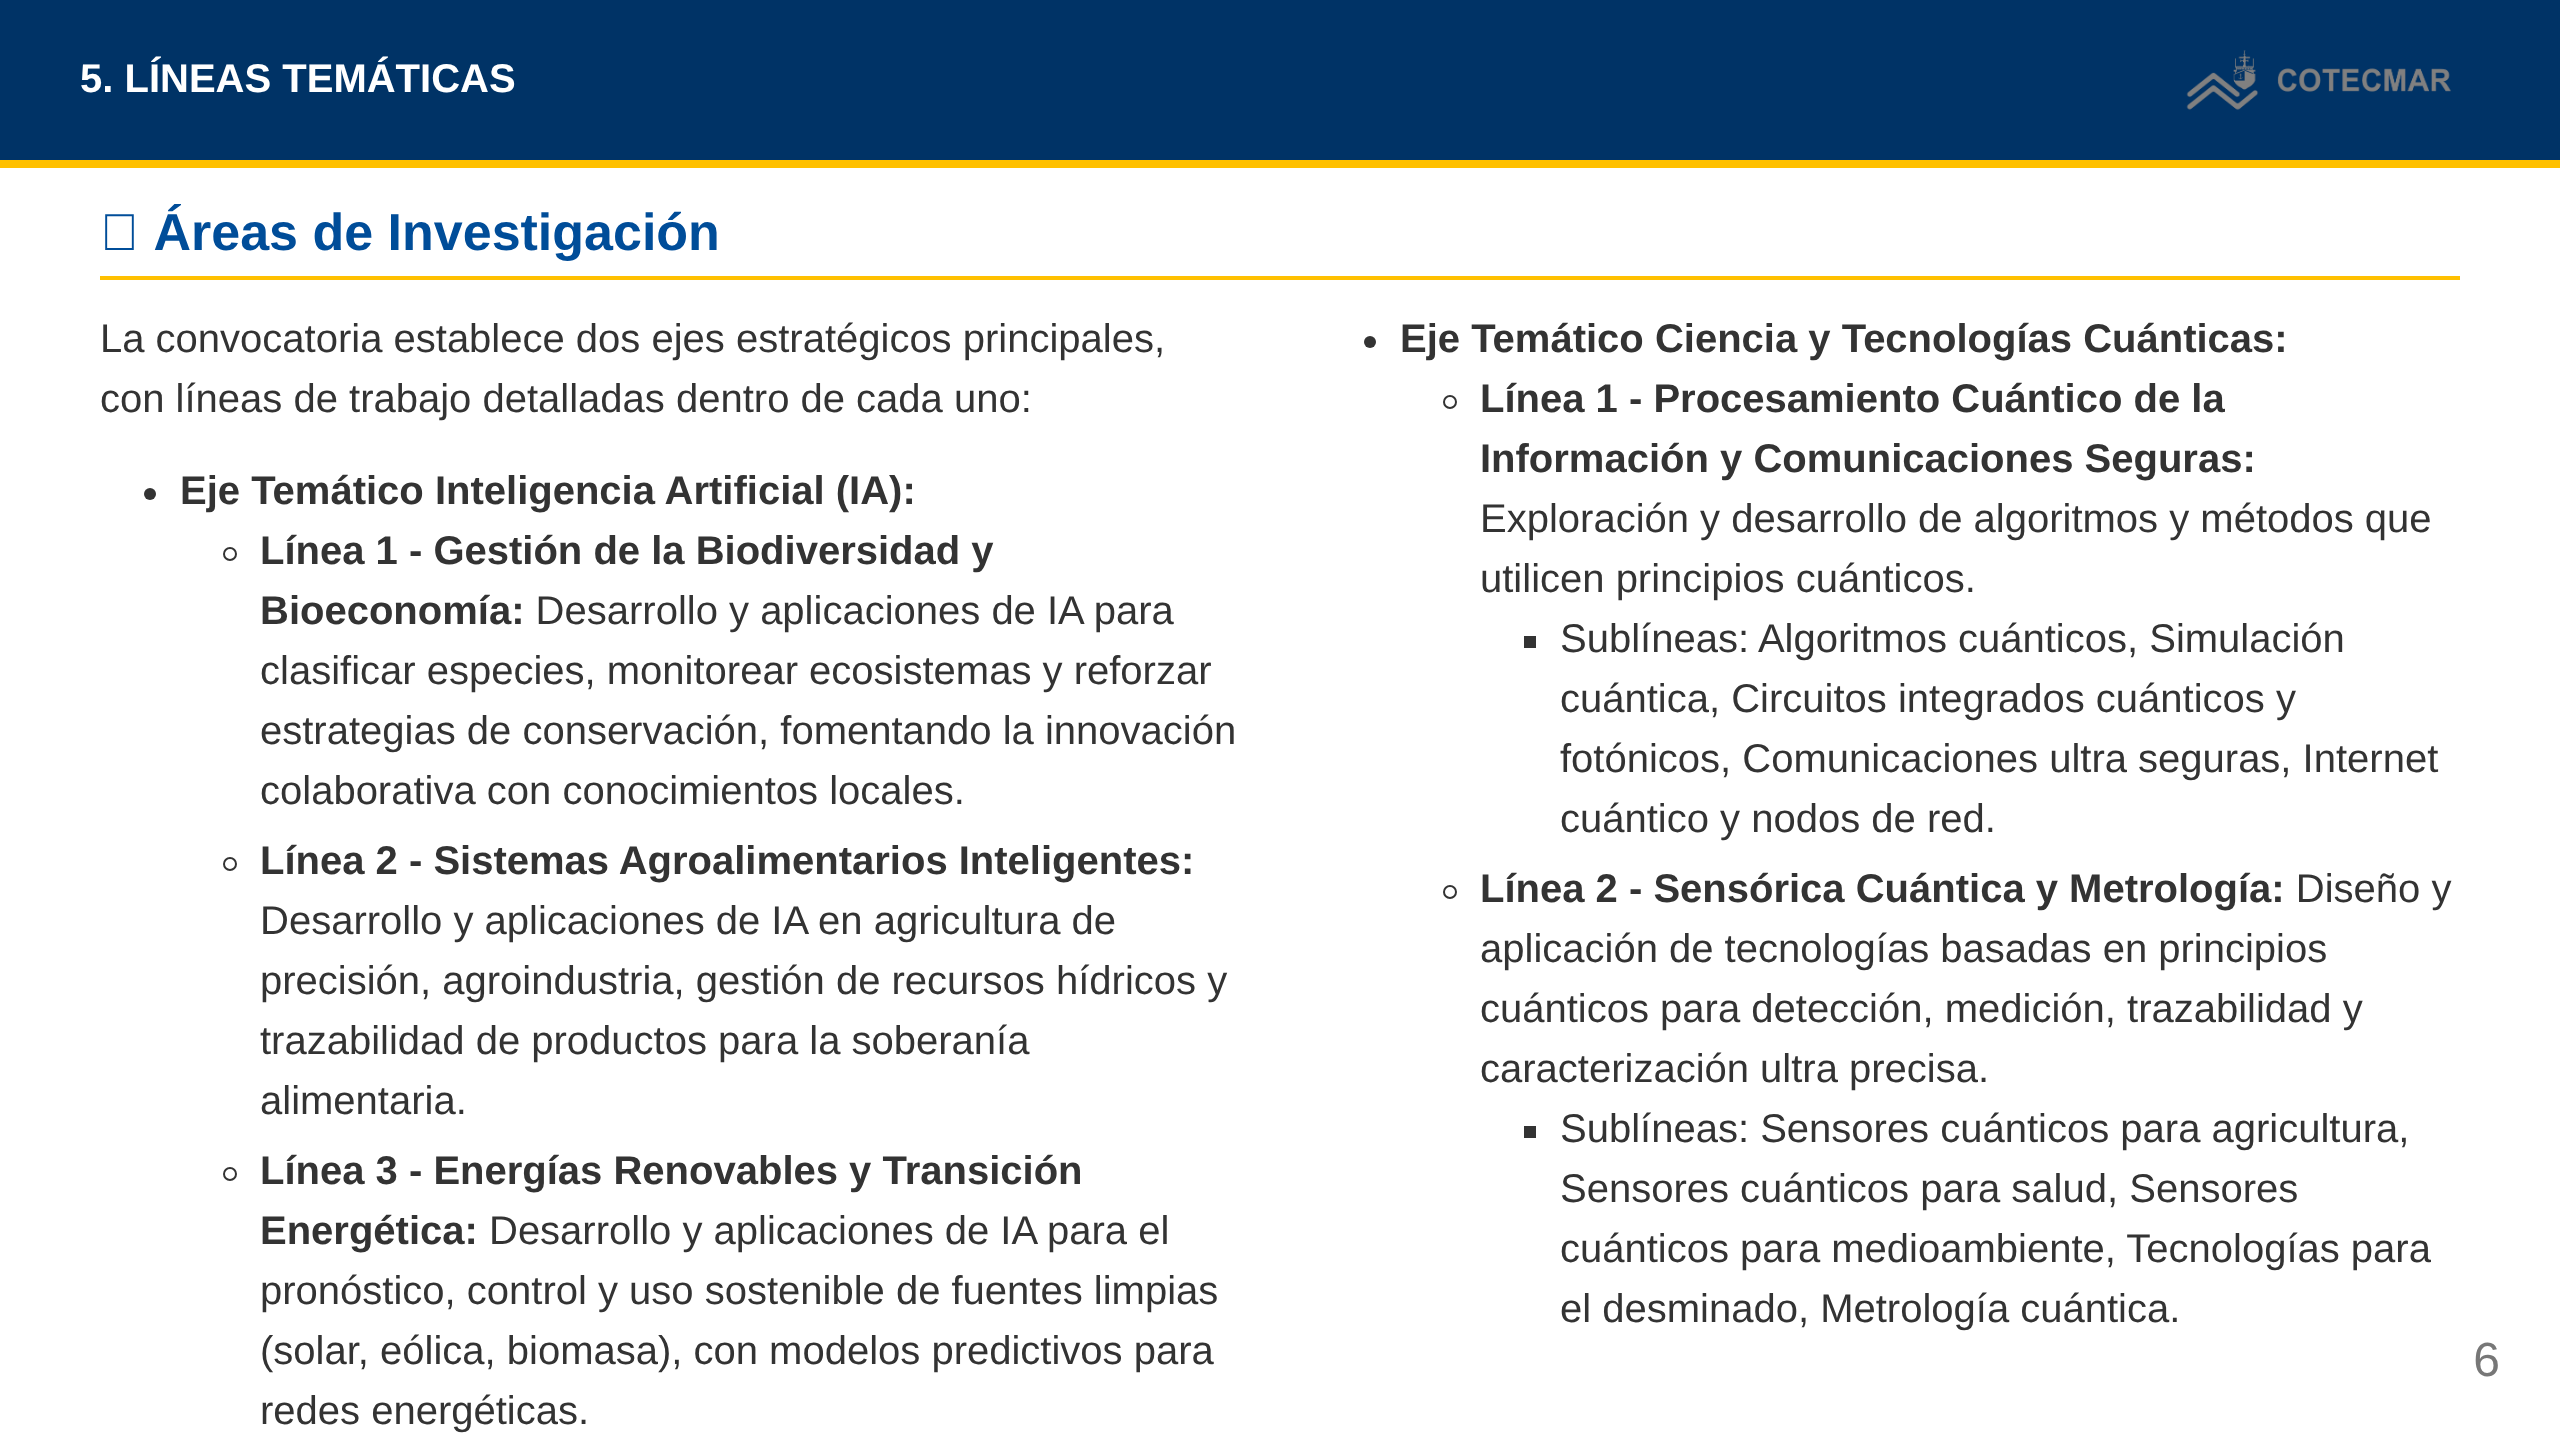 5. LÍNEAS TEMÁTICAS
COTECMAR
Áreas de Investigación
La convocatoria establece dos ejes estratégicos principales,
con líneas de trabajo detalladas dentro de cada uno:
Eje Temático Inteligencia Artificial (IA):
Línea 1 - Gestión de la Biodiversidad y
Bioeconomía: Desarrollo y aplicaciones de IA para
clasificar especies, monitorear ecosistemas y reforzar
estrategias de conservación, fomentando la innovación
colaborativa con conocimientos locales.
Línea 2 - Sistemas Agroalimentarios Inteligentes:
Desarrollo y aplicaciones de IA en agricultura de
precisión, agroindustria, gestión de recursos hídricos y
trazabilidad de productos para la soberanía
alimentaria.
Línea 3 - Energías Renovables y Transición
Energética: Desarrollo y aplicaciones de IA para el
pronóstico, control y uso sostenible de fuentes limpias
(solar, eólica, biomasa), con modelos predictivos para
redes energéticas.
Eje Temático Ciencia y Tecnologías Cuánticas:
Línea 1 - Procesamiento Cuántico de la
Información y Comunicaciones Seguras:
Exploración y desarrollo de algoritmos y métodos que
utilicen principios cuánticos.
Sublíneas: Algoritmos cuánticos, Simulación
cuántica, Circuitos integrados cuánticos y
fotónicos, Comunicaciones ultra seguras, Internet
cuántico y nodos de red.
Línea 2 - Sensórica Cuántica y Metrología: Diseño y
aplicación de tecnologías basadas en principios
cuánticos para detección, medición, trazabilidad y
caracterización ultra precisa.
Sublíneas: Sensores cuánticos para agricultura,
Sensores cuánticos para salud, Sensores
cuánticos para medioambiente, Tecnologías para
el desminado, Metrología cuántica.
6